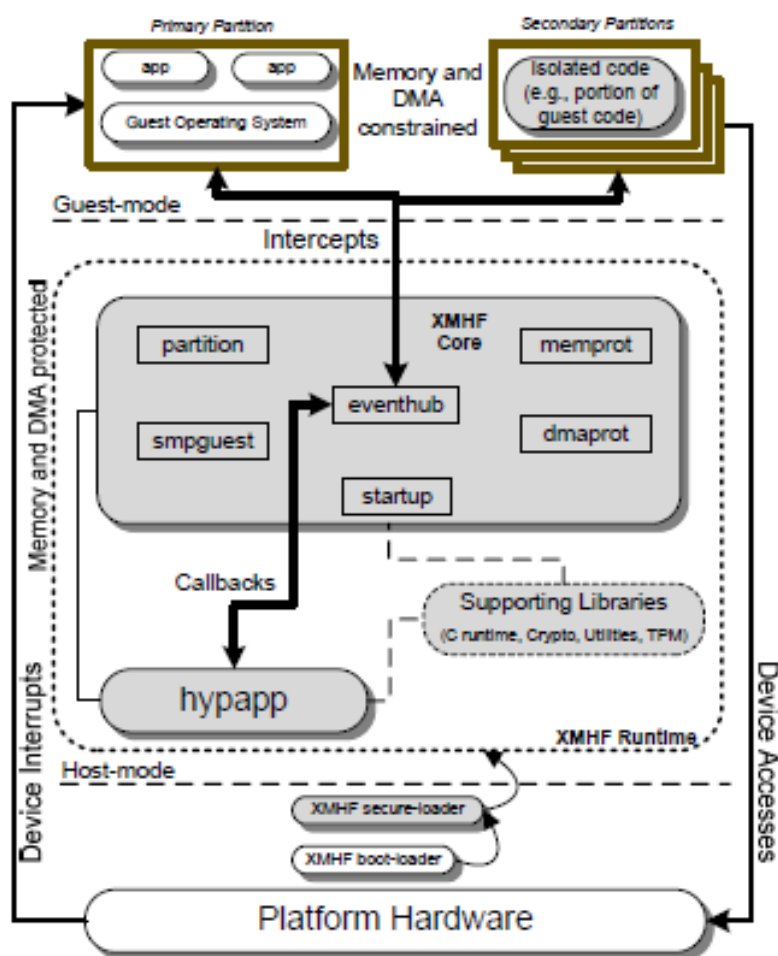 Primary Partition
Secondary Partitions
app
app
Guest Operating System
Memory and
DMA
constrained
Isolated code
(e.g., portion of
guest code)
Guest-mode
Intercepts
Memory and DMA protected
XMHF
Core
partition
memprot
eventhub
smpguest
dmaprot
startup
Callbacks
Supporting Libraries
(C runtime, Crypto, Utilities, TPM)
hypapp
XMHF Runtime
Device Interrupts
Device Accesses
Host-mode
XMHF secure-loader
XMHF boot-loader
Platform Hardware